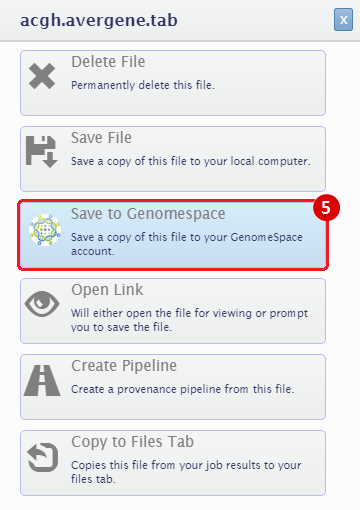 acgh.avergene.tab
x
Delete File
Permanently delete this file.
Save File
Save a copy of this file to your local computer.
5
Save to Genomespace
Save a copy of this file to your GenomeSpace
account.
Open Link
Will either open the file for viewing or prompt
you to save the file.
Create Pipeline
Create a provenance pipeline from this file.
Copy to Files Tab
Copies this file from your job results to your
files tab.